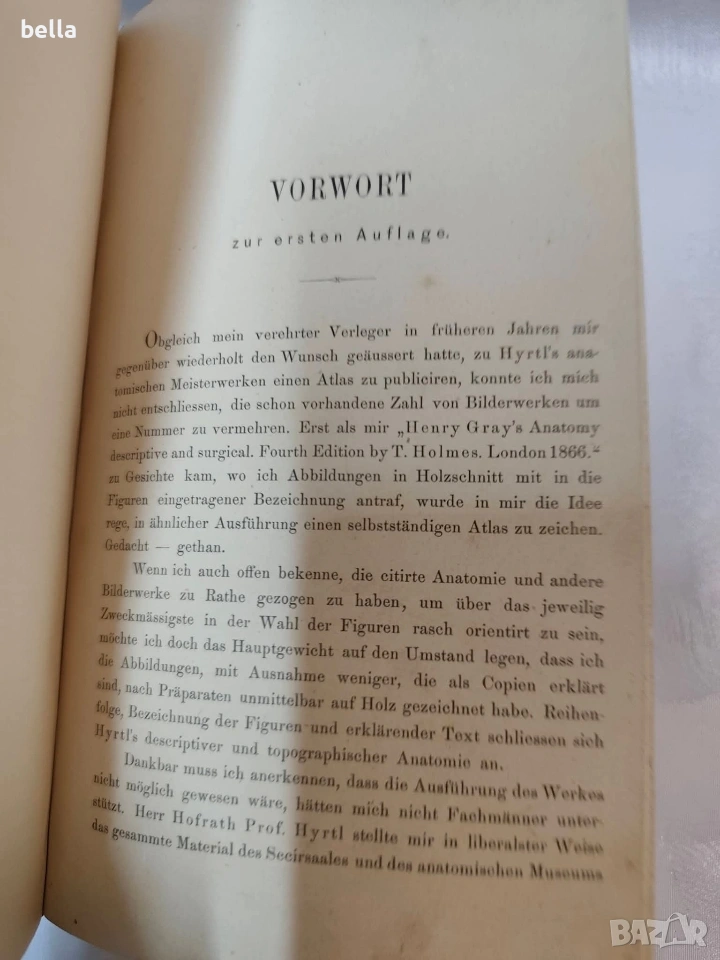 bella
VORWORT
zur ersten Auflage.
Obgleich mein verehrter Verleger in früheren Jahren mir
gegenüber wiederholt den Wunsch geäussert hatte, zu Hyrtl's ana-
tomischen Meisterwerken einen Atlas zu publiciren, konnte ich mich
nicht entschliessen, die schon vorhandene Zahl von Bilderwerken um
eine Nummer zu vermehren. Erst als mir „Henry Gray's Anatomy
descriptive and surgical. Fourth Edition by T. Holmes. London 1866.“
zu Gesichte kam, wo ich Abbildungen in Holzschnitt mit in die
Figuren eingetragener Bezeichnung antraf, wurde in mir die Idee
rege, in ähnlicher Ausführung einen selbstständigen Atlas zu zeichen.
Gedacht — gethan.
Wenn ich auch offen bekenne, die citirte Anatomie und andere
Bilderwerke zu Rathe gezogen zu haben, um über das jeweilig
Zweckmässigste in der Wahl der Figuren rasch orientirt zu sein,
möchte ich doch das Hauptgewicht auf den Umstand legen, dass ich
die Abbildungen, mit Ausnahme weniger, die als Copien erklärt
sind, nach Präparaten unmittelbar auf Holz gezeichnet habe. Reihen-
folge, Bezeichnung der Figuren und erklärender Text schliessen sich
Hyrtl's descriptiver und topographischer Anatomie an.
Dankbar muss ich anerkennen, dass die Ausführung des Werkes
nicht möglich gewesen wäre, hätten mich nicht Fachmänner unter-
stützt. Herr Hofrath Prof. Hyrtl stellte mir in liberalster Weise
das gesammte Material des Secirsaales und des anatomischen Museums
BAZAR